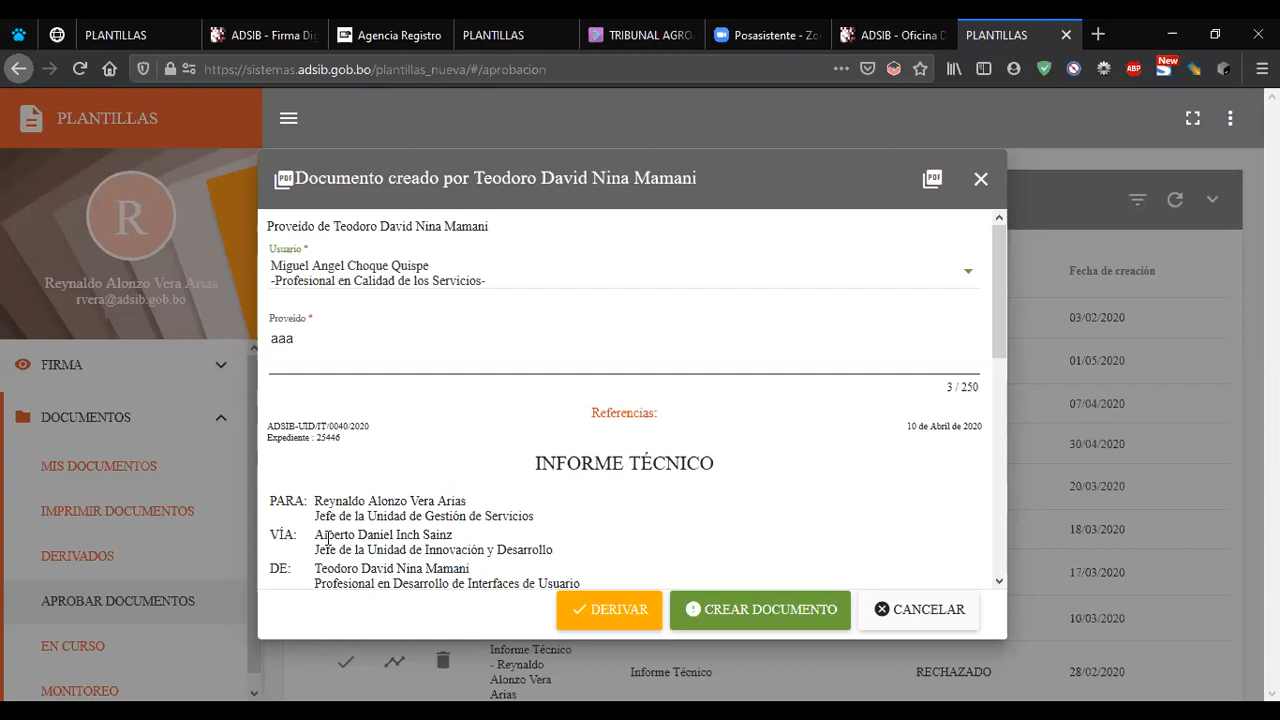 PLANTILLAS
ADSIB - Firma Dig
Agencia Registro
PLANTILLAS
TRIBUNAL AGRO
Posasistente - Zo
ADSIB - Oficina D
PLANTILLAS
https://sistemas.adsib.gob.bo/plantillas_nueva/#/aprobacion
ABP
New
PLANTILLAS
PDF Documento creado por Teodoro David Nina Mamani PDF
R
Reynaldo Alonzo Vera Arias
rvera@adsib.gob.bo
FIRMA
DOCUMENTOS
MIS DOCUMENTOS
IMPRIMIR DOCUMENTOS
DERIVADOS
APROBAR DOCUMENTOS
EN CURSO
MONITOREO
Proveído de Teodoro David Nina Mamani
Usuario *
Miguel Angel Choque Quispe
-Profesional en Calidad de los Servicios-
Proveido *
aaa
3 / 250
Referencias:
ADSIB-UID/IT/0040/2020
10 de Abril de 2020
Expediente : 25446
INFORME TÉCNICO
PARA: Reynaldo Alonzo Vera Arias
Jefe de la Unidad de Gestión de Servicios
VÍA: Alberto Daniel Inch Sainz
Jefe de la Unidad de Innovación y Desarrollo
DE: Teodoro David Nina Mamani
Profesional en Desarrollo de Interfaces de Usuario
DERIVAR
CREAR DOCUMENTO
CANCELAR
Fecha de creación
03/02/2020
01/05/2020
07/04/2020
30/04/2020
20/03/2020
18/03/2020
17/03/2020
10/03/2020
Informe Técnico
- Reynaldo
Alonzo Vera
Arias
Informe Técnico
RECHAZADO
28/02/2020